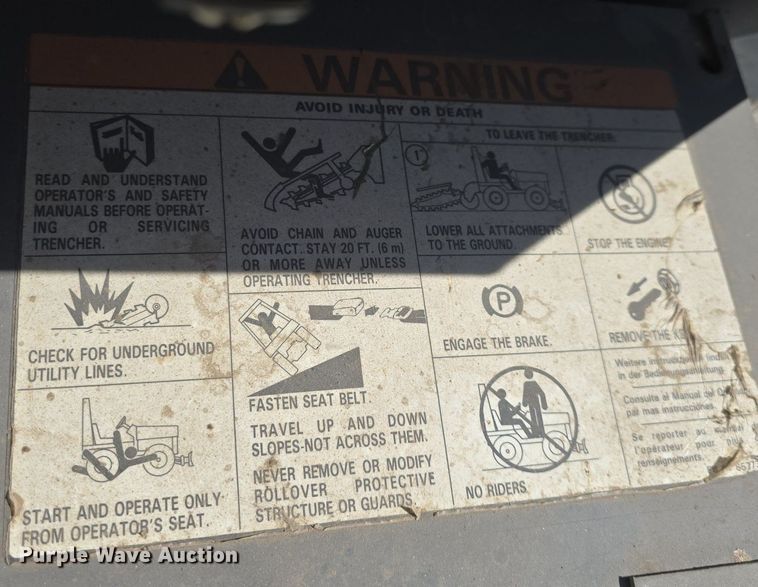 WARNING
AVOID INJURY OR DEATH
READ AND UNDERSTAND
OPERATOR'S AND SAFETY
MANUALS BEFORE OPERAT-
ING OR SERVICING
TRENCHER.
CHECK FOR UNDERGROUND
UTILITY LINES.
START AND OPERATE ONLY
FROM OPERATOR'S SEAT.
AVOID CHAIN AND AUGER
CONTACT. STAY 20 FT. (6 m)
OR MORE AWAY UNLESS
OPERATING TRENCHER.
FASTEN SEAT BELT.
TRAVEL UP AND DOWN
SLOPES-NOT ACROSS THEM.
NEVER REMOVE OR MODIFY
ROLLOVER PROTECTIVE
STRUCTURE OR GUARDS.
TO LEAVE THE TRENCHER:
1
LOWER ALL ATTACHMENTS
TO THE GROUND.
STOP THE ENGINE
P
ENGAGE THE BRAKE.
REMOVE THE
NO RIDERS
Weitere
in der Bedienungsanleitung.
Consulta el Manual del
par mas instrucciones
Se reporter au manual
l'opérateur pour
renseignements.
Purple Wave Auction